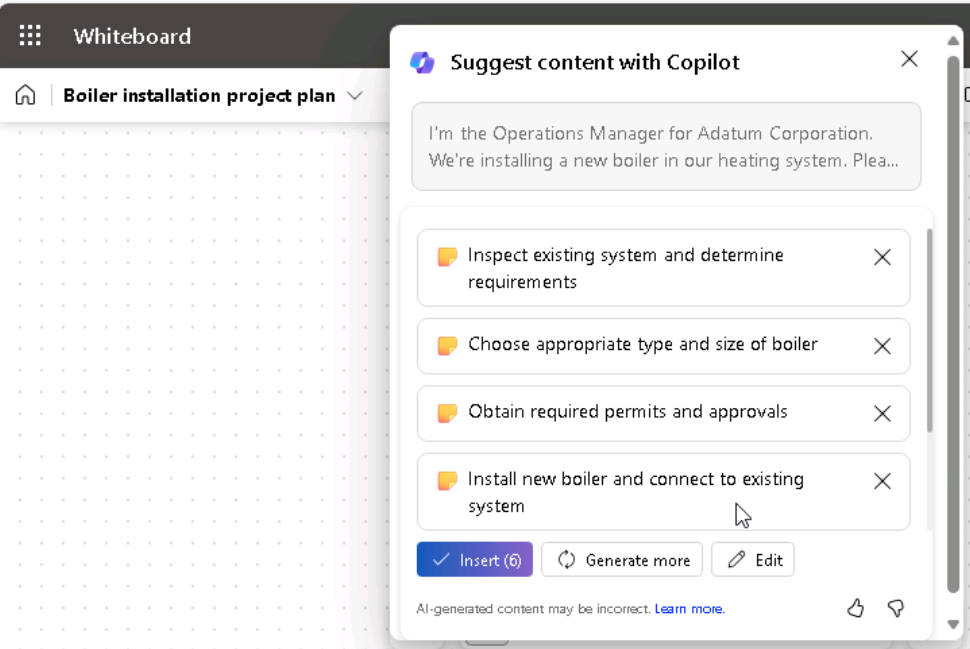 Whiteboard
Suggest content with Copilot
Boiler installation project plan
I'm the Operations Manager for Adatum Corporation.
We're installing a new boiler in our heating system. Plea...
Inspect existing system and determine
requirements
Choose appropriate type and size of boiler
Obtain required permits and approvals
Install new boiler and connect to existing
system
Insert (6)
Generate more
Edit
AI-generated content may be incorrect. Learn more.